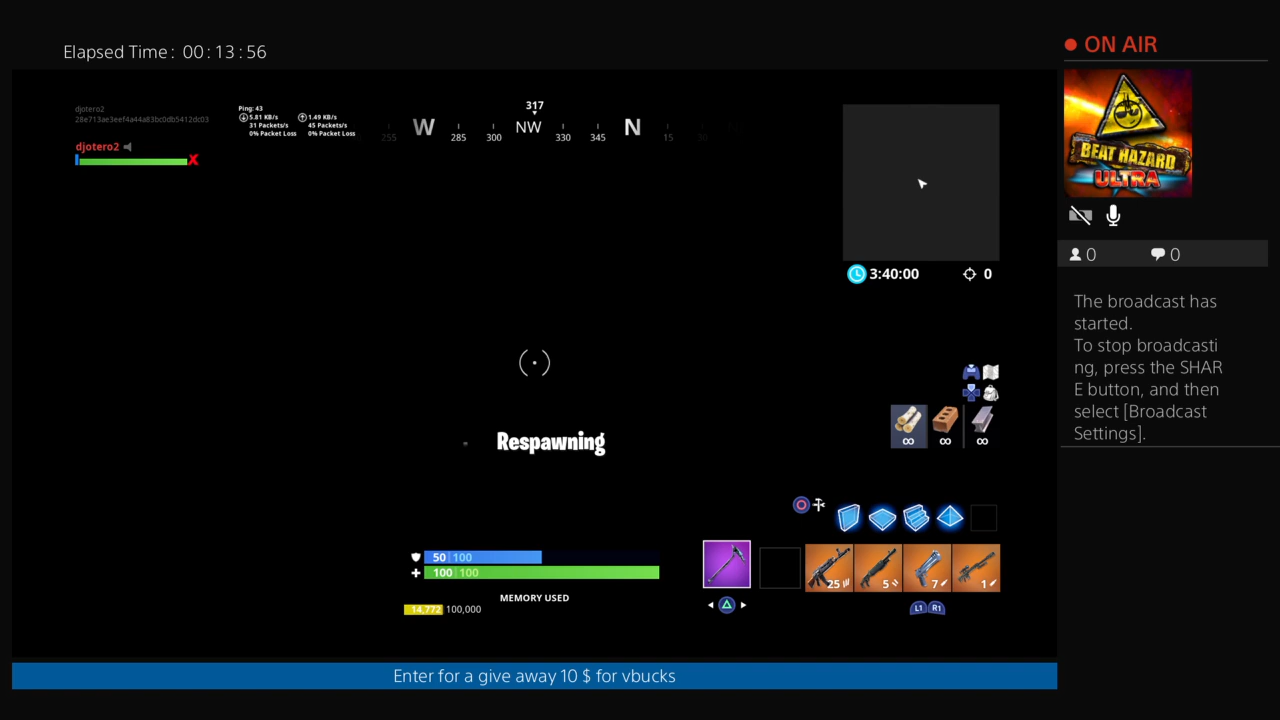 Elapsed Time: 00:13:56
ON AIR
djotero2
28e713ae3eef4a44a83bc0db5412dc03
djotero2
Ping: 43
5.81 KB/s 1.49 KB/s
31 Packets/s 45 Packets/s
0% Packet Loss 0% Packet Loss
317
255 W 285 300 NW 330 345 N 15 30
BEAT HAZARD
ULTRA
0 0
3:40:00 0
The broadcast has
started.
To stop broadcasti
ng, press the SHAR
E button, and then
select [Broadcast
Settings].
∞ ∞ ∞
Respawning
50 100
100 100
25 5 7 1
MEMORY USED
14,772 100,000
L1 R1
Enter for a give away 10 $ for vbucks